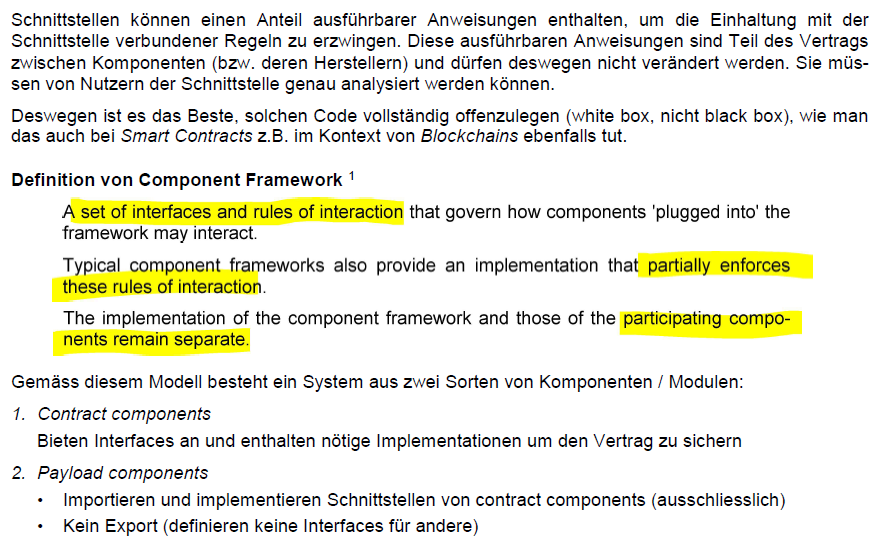 Schnittstellen können einen Anteil ausführbarer Anweisungen enthalten, um die Einhaltung mit der
Schnittstelle verbundener Regeln zu erzwingen. Diese ausführbaren Anweisungen sind Teil des Vertrags
zwischen Komponenten (bzw. deren Herstellern) und dürfen deswegen nicht verändert werden. Sie müs-
sen von Nutzern der Schnittstelle genau analysiert werden können.
Deswegen ist es das Beste, solchen Code vollständig offenzulegen (white box, nicht black box), wie man
das auch bei Smart Contracts z.B. im Kontext von Blockchains ebenfalls tut.
Definition von Component Framework 1
A set of interfaces and rules of interaction that govern how components 'plugged into' the
framework may interact.
Typical component frameworks also provide an implementation that partially enforces
these rules of interaction.
The implementation of the component framework and those of the participating compo-
nents remain separate.
Gemäss diesem Modell besteht ein System aus zwei Sorten von Komponenten / Modulen:
1. Contract components
Bieten Interfaces an und enthalten nötige Implementationen um den Vertrag zu sichern
2. Payload components
• Importieren und implementieren Schnittstellen von contract components (ausschliesslich)
• Kein Export (definieren keine Interfaces für andere)